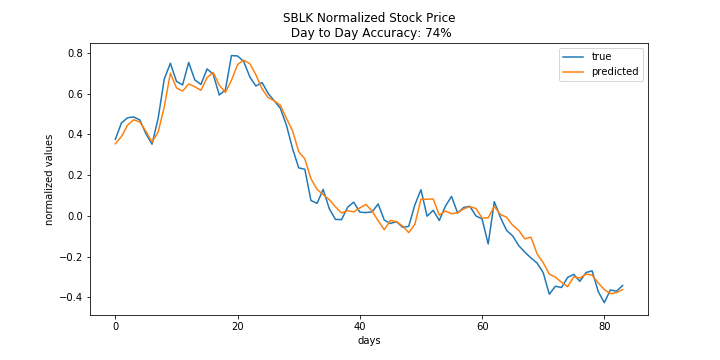 SBLK Normalized Stock Price
Day to Day Accuracy: 74%
true
predicted
normalized values
0.8
0.6
0.4
0.2
0.0
−0.2
−0.4
0 20 40 60 80
days